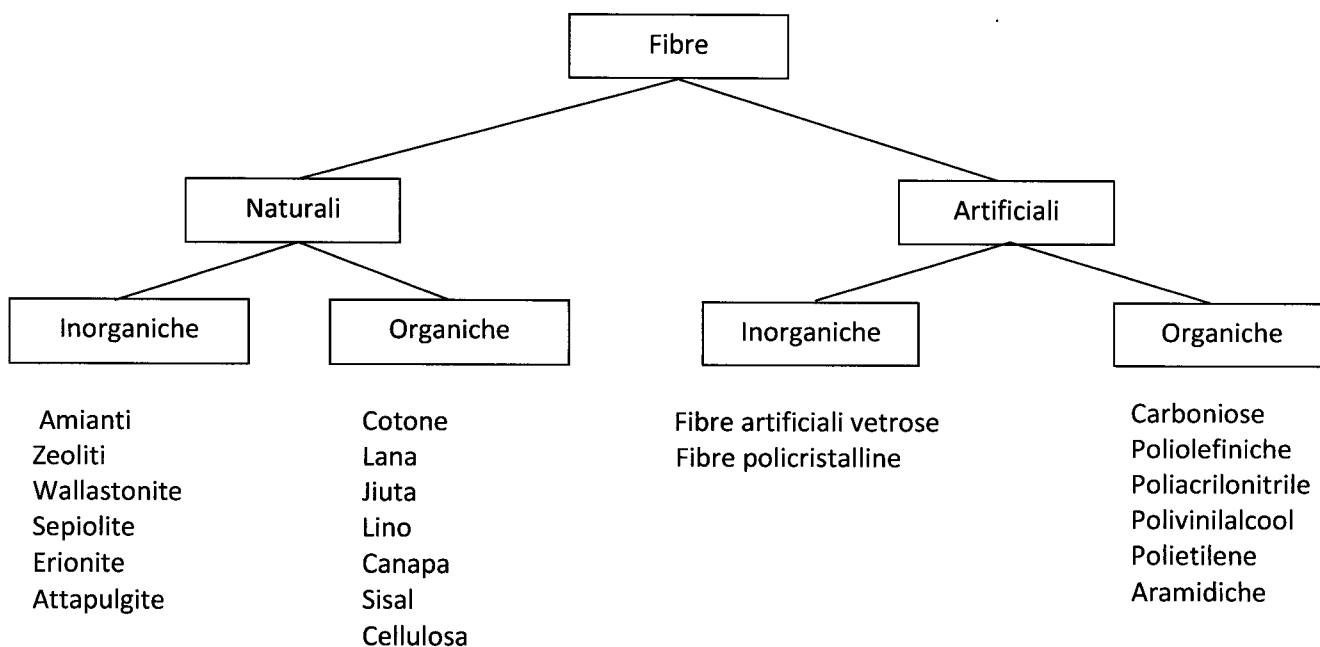 Fibre
Naturali
Artificiali
Inorganiche
Organiche
Inorganiche
Organiche
Amianti
Zeoliti
Wallastonite
Sepiolite
Erionite
Attapulgite
Cotone
Lana
Jiuta
Lino
Canapa
Sisal
Cellulosa
Fibre artificiali vetrose
Fibre policristalline
Carboniose
Poliolefiniche
Poliacrilonitrile
Polivinilalcool
Polietilene
Aramidiche